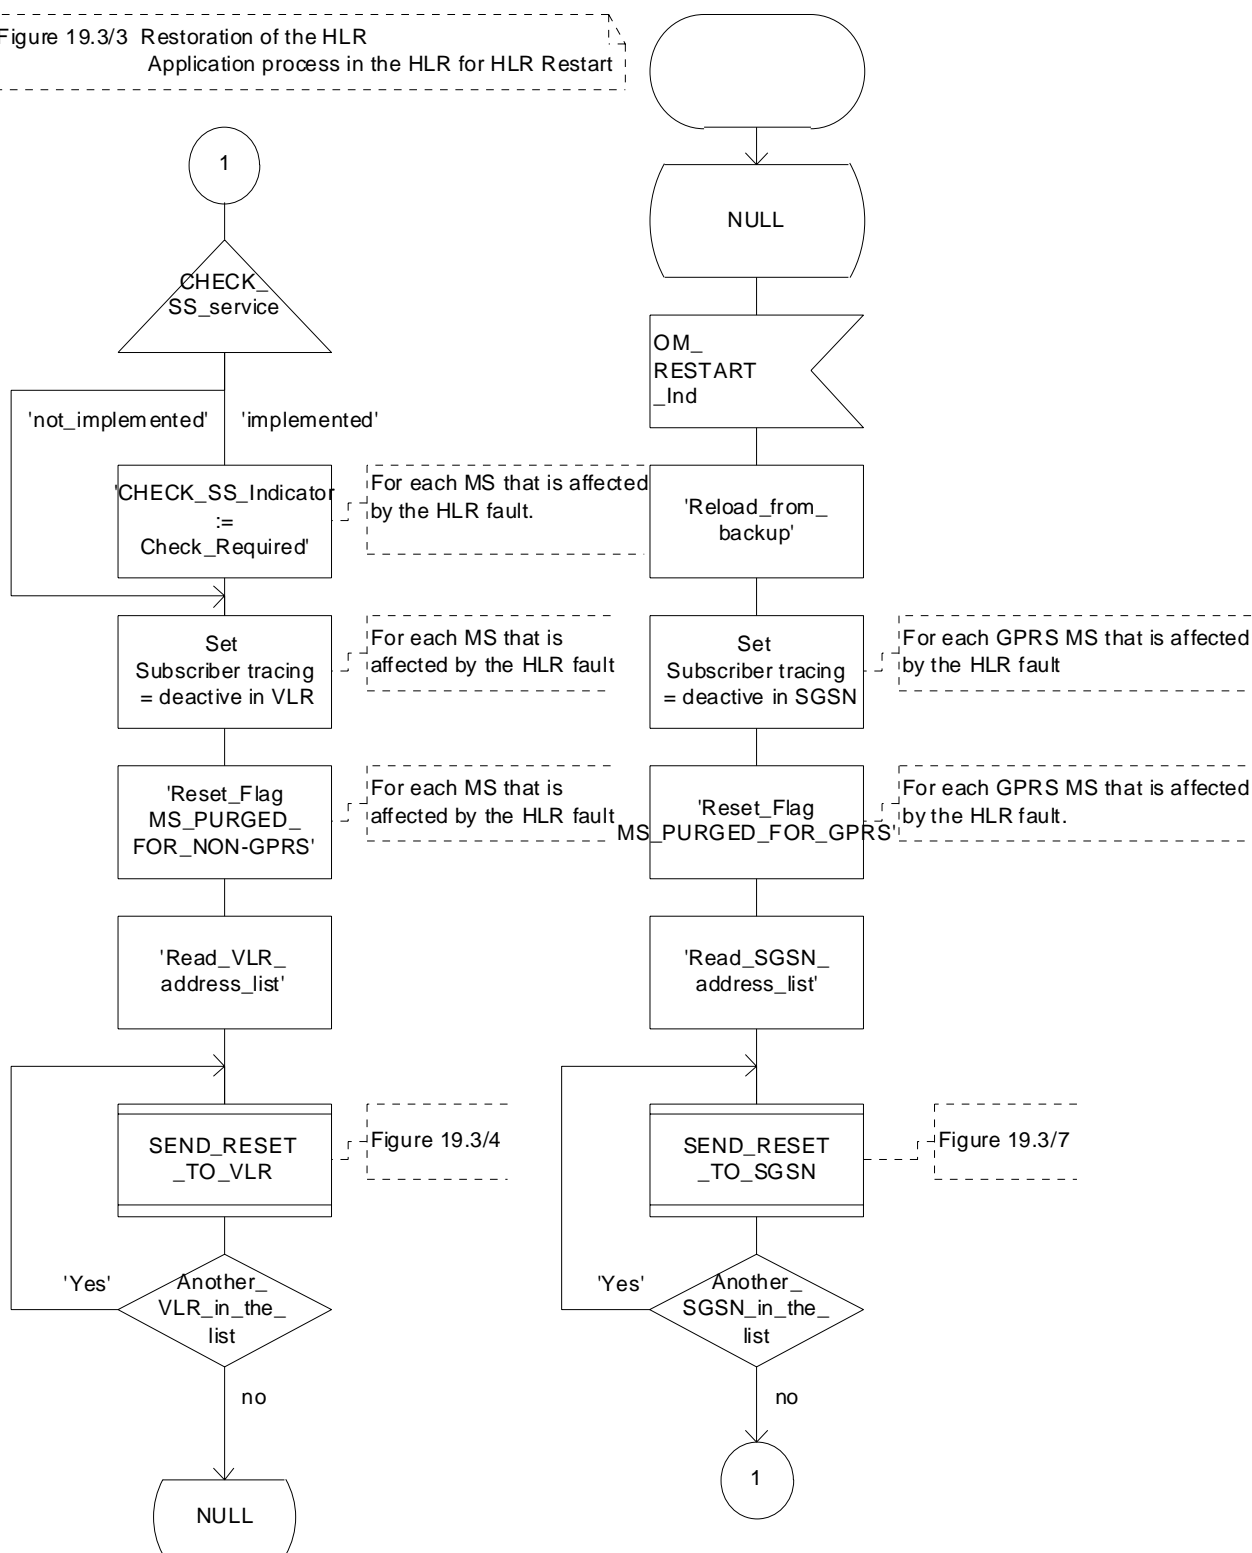 Figure 19.3/3 Restoration of the HLR
Application process in the HLR for HLR Restart
1
CHECK_
SS_service
'not_implemented'
'implemented'
'CHECK_SS_Indicator
:=
Check_Required'
For each MS that is affected
by the HLR fault.
Set
Subscriber tracing
= deactive in VLR
For each MS that is
affected by the HLR fault
'Reset_Flag
MS_PURGED_
FOR_NON-GPRS'
For each MS that is
affected by the HLR fault
'Read_VLR_
address_list'
SEND_RESET
_TO_VLR
Figure 19.3/4
'Yes'
Another_
VLR_in_the_
list
no
NULL
NULL
OM_
RESTART
_Ind
'Reload_from_
backup'
Set
Subscriber tracing
= deactive in SGSN
For each GPRS MS that is affected
by the HLR fault
'Reset_Flag
MS_PURGED_FOR_GPRS'
For each GPRS MS that is affected
by the HLR fault.
'Read_SGSN_
address_list'
SEND_RESET
_TO_SGSN
Figure 19.3/7
'Yes'
Another_
SGSN_in_the_
list
no
1